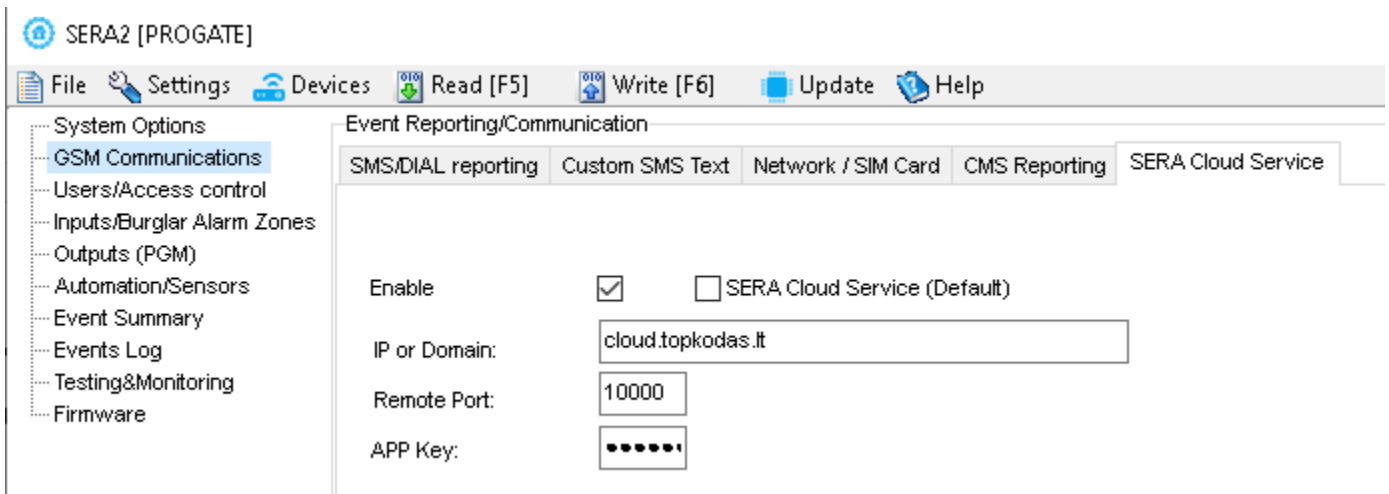 SERA2 [PROGATE]
File Settings Devices Read [F5] Write [F6] Update Help
System Options
GSM Communications
Users/Access control
Inputs/Burglar Alarm Zones
Outputs (PGM)
Automation/Sensors
Event Summary
Events Log
Testing&Monitoring
Firmware
Event Reporting/Communication
SMS/DIAL reporting Custom SMS Text Network / SIM Card CMS Reporting SERA Cloud Service
Enable SERA Cloud Service (Default)
IP or Domain: cloud.topkodas.lt
Remote Port: 10000
APP Key: ••••••